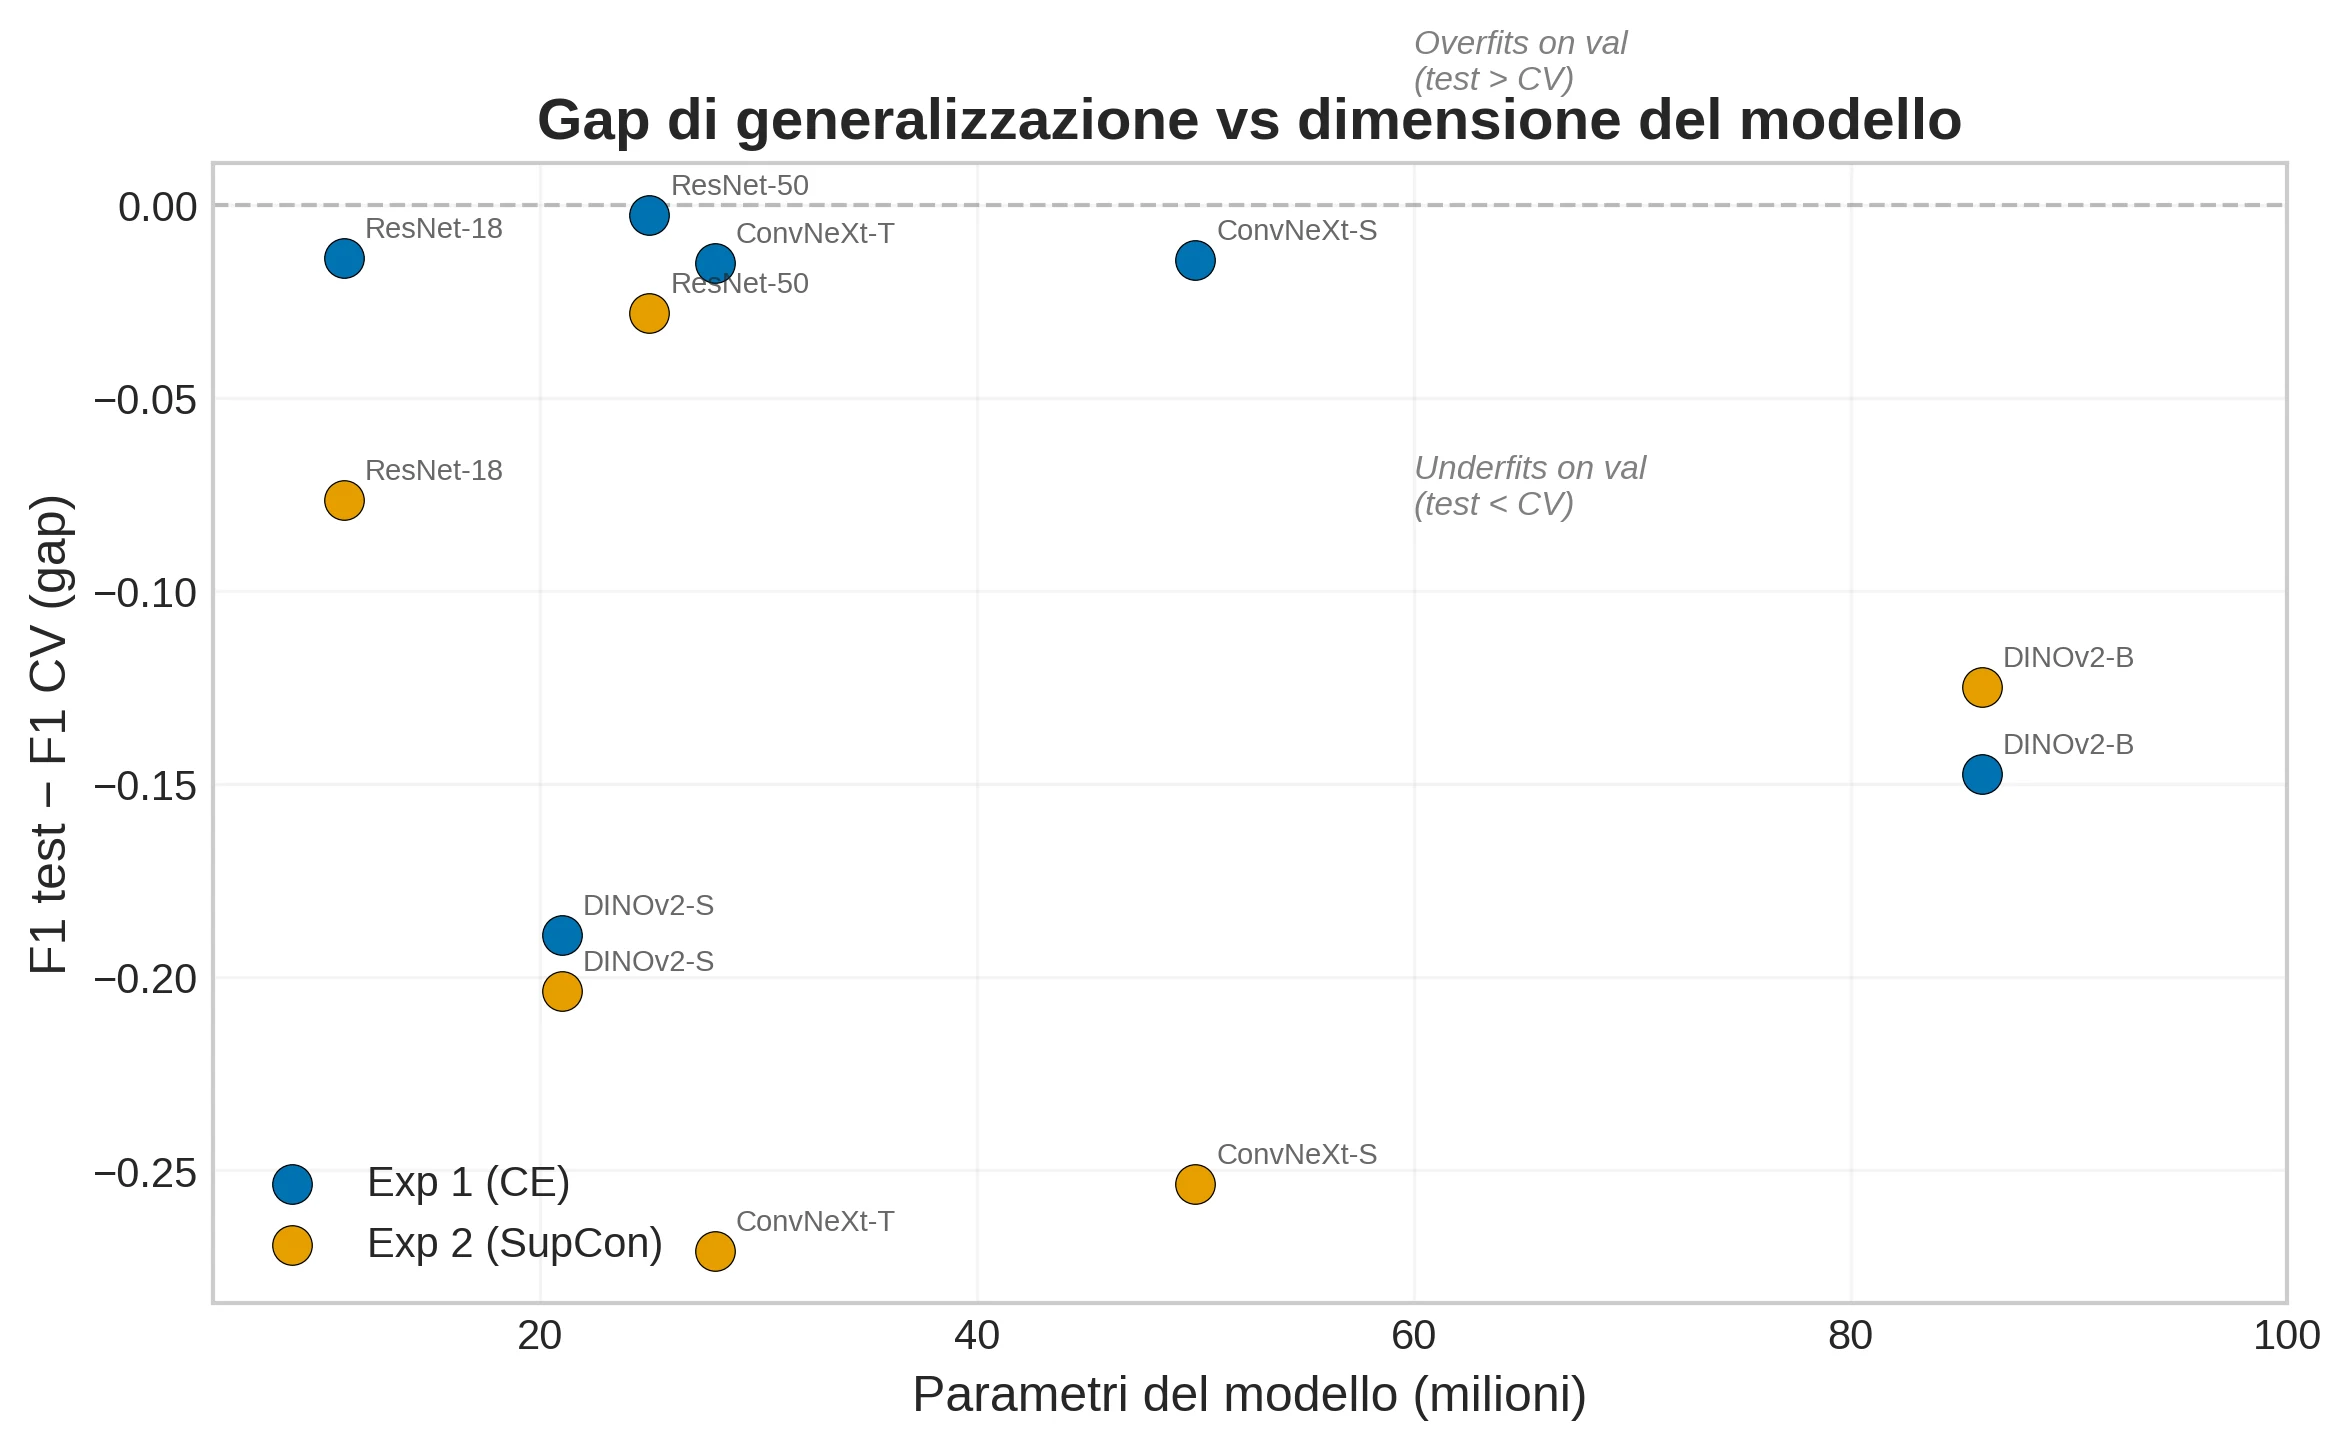 Overfits on val
(test > CV)
Gap di generalizzazione vs dimensione del modello
ResNet-50
0.00
ResNet-18
ConvNeXt-T
ConvNeXt-S
ResNet-50
−0.05
Underfits on val
(test < CV)
ResNet-18
−0.10
DINOv2-B
DINOv2-B
−0.15
DINOv2-S
DINOv2-S
−0.20
ConvNeXt-S
−0.25
ConvNeXt-T
Exp 1 (CE)
Exp 2 (SupCon)
F1 test − F1 CV (gap)
20
40
60
80
100
Parametri del modello (milioni)